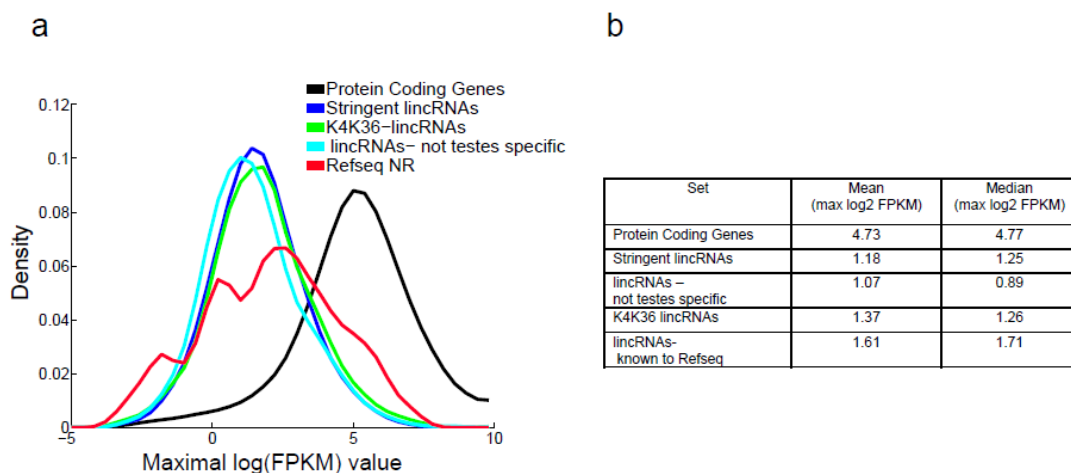 a
Protein Coding Genes
Stringent lincRNAs
K4K36−lincRNAs
lincRNAs− not testes specific
Refseq NR
0.12
0.1
0.08
0.06
0.04
0.02
0
−5
0
5
10
Density
Maximal log(FPKM) value
b
Set Mean Median
(max log2 FPKM) (max log2 FPKM)
Protein Coding Genes 4.73 4.77
Stringent lincRNAs 1.18 1.25
lincRNAs – 1.07 0.89
not testes specific
K4K36 lincRNAs 1.37 1.26
lincRNAs- 1.61 1.71
known to Refseq